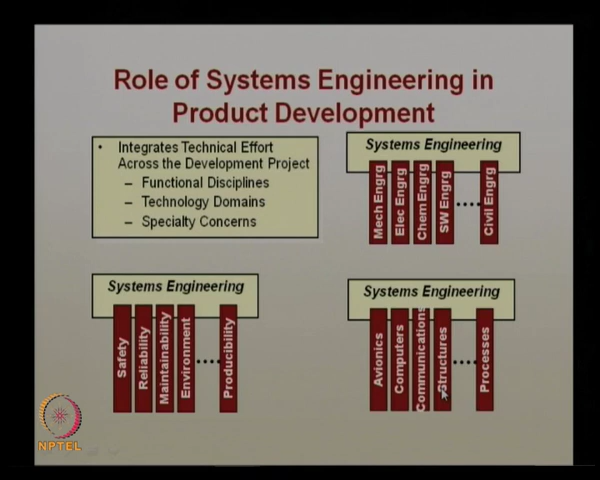 Role of Systems Engineering in
Product Development
• Integrates Technical Effort
Across the Development Project
– Functional Disciplines
– Technology Domains
– Specialty Concerns
Systems Engineering
Mech Engrg
Elec Engrg
Chem Engrg
SW Engrg
Civil Engrg
Systems Engineering
Safety
Reliability
Maintainability
Environment
Producibility
Systems Engineering
Avionics
Computers
Communications
Structures
Processes
NPTEL